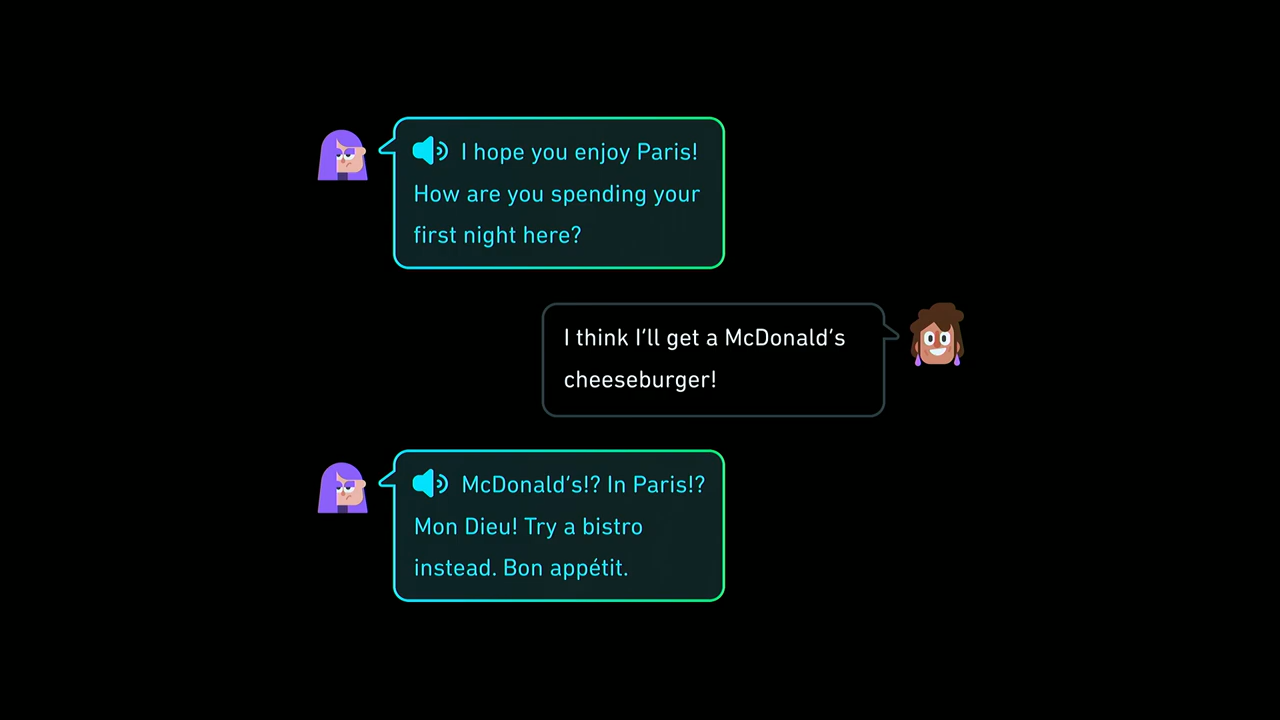 I hope you enjoy Paris!
How are you spending your
first night here?
I think I'll get a McDonald's
cheeseburger!
McDonald's!? In Paris!?
Mon Dieu! Try a bistro
instead. Bon appétit.